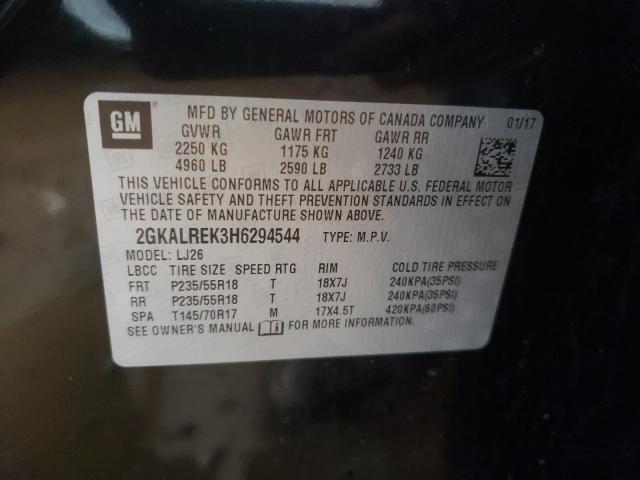 GM MFD BY GENERAL MOTORS OF CANADA COMPANY 01/17
GVWR GAWR FRT GAWR RR
2250 KG 1175 KG 1240 KG
4960 LB 2590 LB 2733 LB
THIS VEHICLE CONFORMS TO ALL APPLICABLE U.S. FEDERAL MOTOR
VEHICLE SAFETY AND THEFT PREVENTION STANDARDS IN EFFECT ON
THE DATE OF MANUFACTURE SHOWN ABOVE.
2GKALREK3H6294544 TYPE: M.P.V.
MODEL: LJ26
LBCC TIRE SIZE SPEED RTG RIM COLD TIRE PRESSURE
FRT P235/55R18 T 18X7J 240KPA(35PSI)
RR P235/55R18 T 18X7J 240KPA(35PSI)
SPA T145/70R17 M 17X4.5T 420KPA(60PSI)
SEE OWNER'S MANUAL FOR MORE INFORMATION